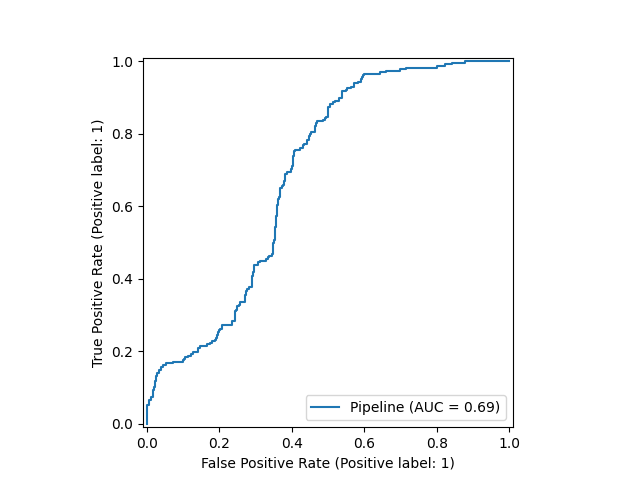 1.0
0.8
0.6
0.4
0.2
0.0
True Positive Rate (Positive label: 1)
Pipeline (AUC = 0.69)
0.0 0.2 0.4 0.6 0.8 1.0
False Positive Rate (Positive label: 1)